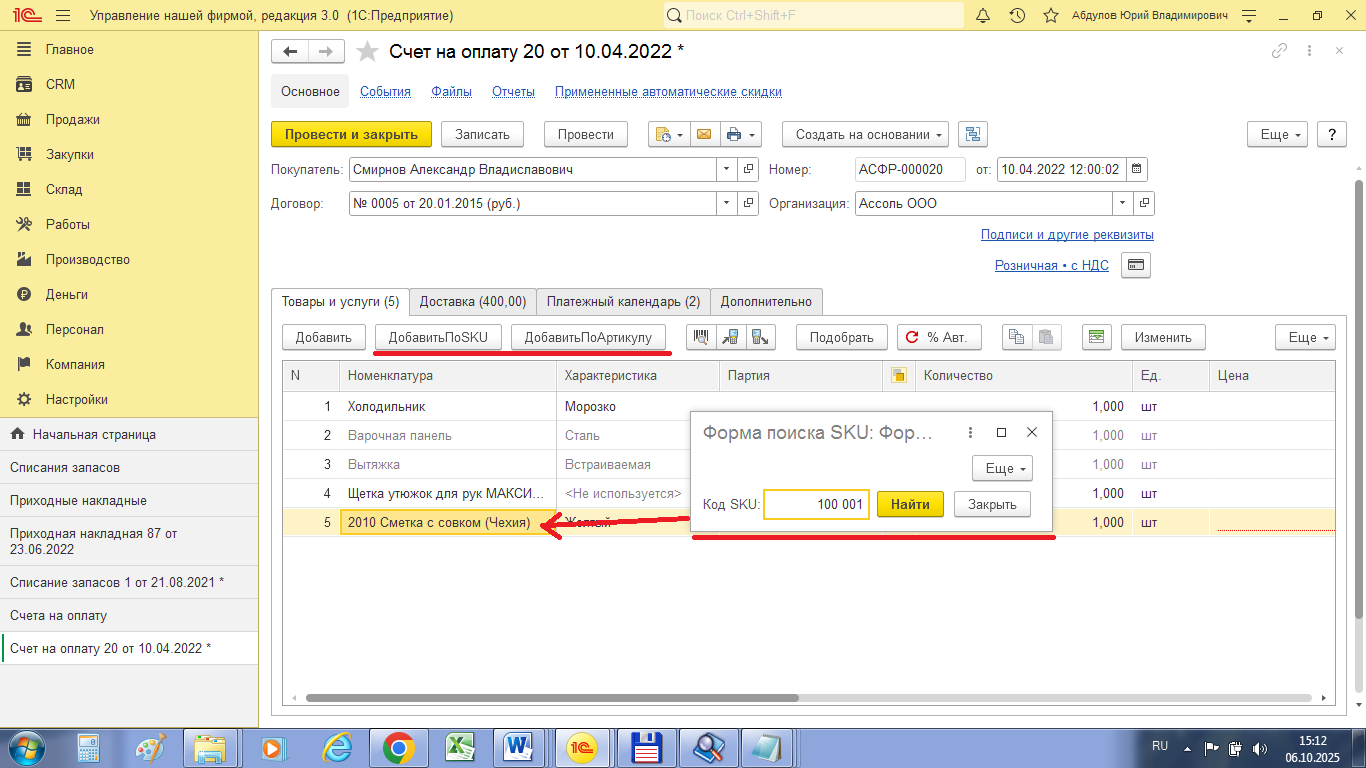 1С Управление нашей фирмой, редакция 3.0 (1С:Предприятие)
Поиск Ctrl+Shift+F
Абдулов Юрий Владимирович
Главное
CRM
Продажи
Закупки
Склад
Работы
Производство
Деньги
Персонал
Компания
Настройки
Начальная страница
Списания запасов
Приходные накладные
Приходная накладная 87 от
23.06.2022
Списание запасов 1 от 21.08.2021 *
Счета на оплату
Счет на оплату 20 от 10.04.2022 *
Счет на оплату 20 от 10.04.2022 *
Основное События Файлы Отчеты Примененные автоматические скидки
Провести и закрыть Записать Провести Создать на основании Еще ?
Покупатель: Смирнов Александр Владиславович Номер: АСФР-000020 от: 10.04.2022 12:00:02
Договор: № 0005 от 20.01.2015 (руб.) Организация: Ассоль ООО
Подписи и другие реквизиты
Розничная • с НДС
Товары и услуги (5) Доставка (400,00) Платежный календарь (2) Дополнительно
Добавить ДобавитьПоSKU ДобавитьПоАртикулу Подобрать % Авт. Изменить Еще
N Номенклатура Характеристика Партия Количество Ед. Цена
1 Холодильник Морозко 1,000 шт
2 Варочная панель Сталь 1,000 шт
3 Вытяжка Встраиваемая 1,000 шт
4 Щетка утюжок для рук МАКСИ... <Не используется> 1,000 шт
5 2010 Сметка с совком (Чехия) Желтый 1,000 шт
Форма поиска SKU: Фор...
Еще
Код SKU: 100 001 Найти Закрыть
RU
15:12
06.10.2025